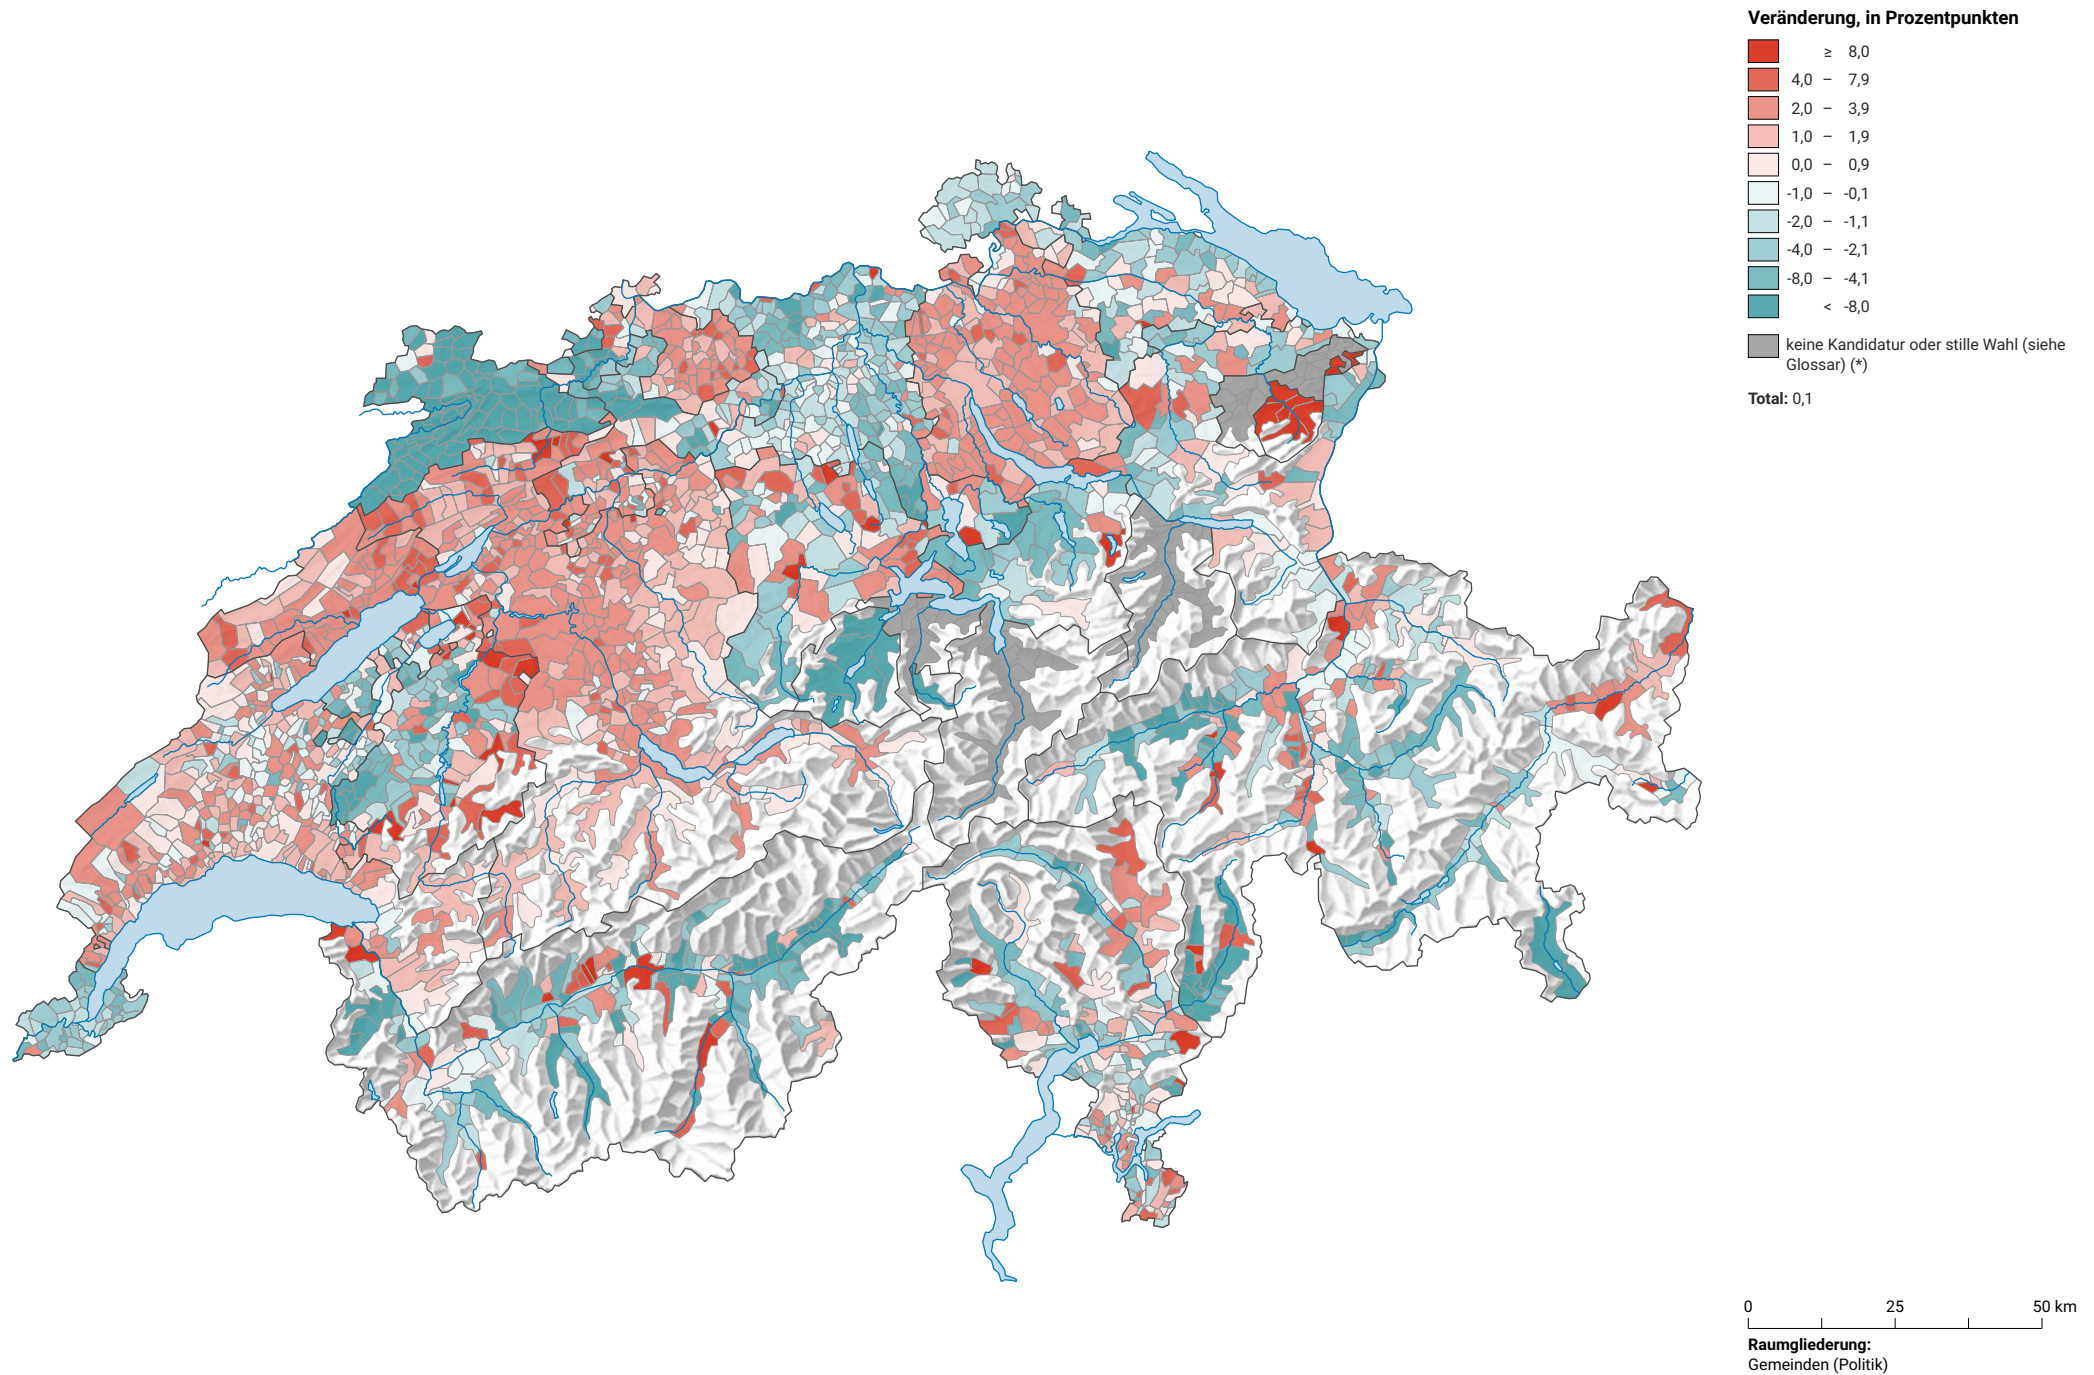 Veränderung, in Prozentpunkten
≥ 8,0
4,0 – 7,9
2,0 – 3,9
1,0 – 1,9
0,0 – 0,9
-1,0 – -0,1
-2,0 – -1,1
-4,0 – -2,1
-8,0 – -4,1
< -8,0
keine Kandidatur oder stille Wahl (siehe
Glossar) (*)
Total: 0,1
0 25 50 km
Raumgliederung:
Gemeinden (Politik)